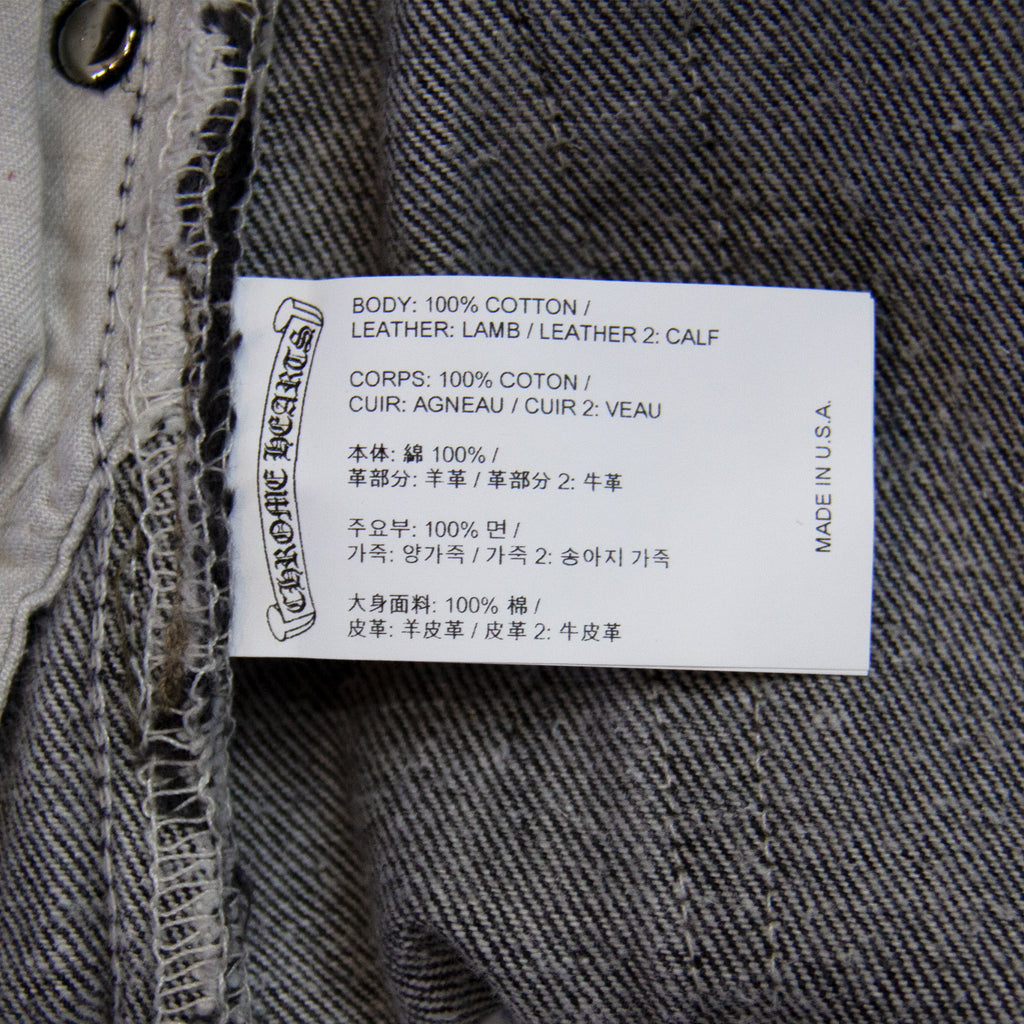 CHROME HEARTS
BODY: 100% COTTON /
LEATHER: LAMB / LEATHER 2: CALF
CORPS: 100% COTON /
CUIR: AGNEAU / CUIR 2: VEAU
本体: 綿 100% /
革部分: 羊革 / 革部分 2: 牛革
주요부: 100% 면 /
가죽: 양가죽 / 가죽 2: 송아지 가죽
大身面料: 100% 棉 /
皮革: 羊皮革 / 皮革 2: 牛皮革
MADE IN U.S.A.